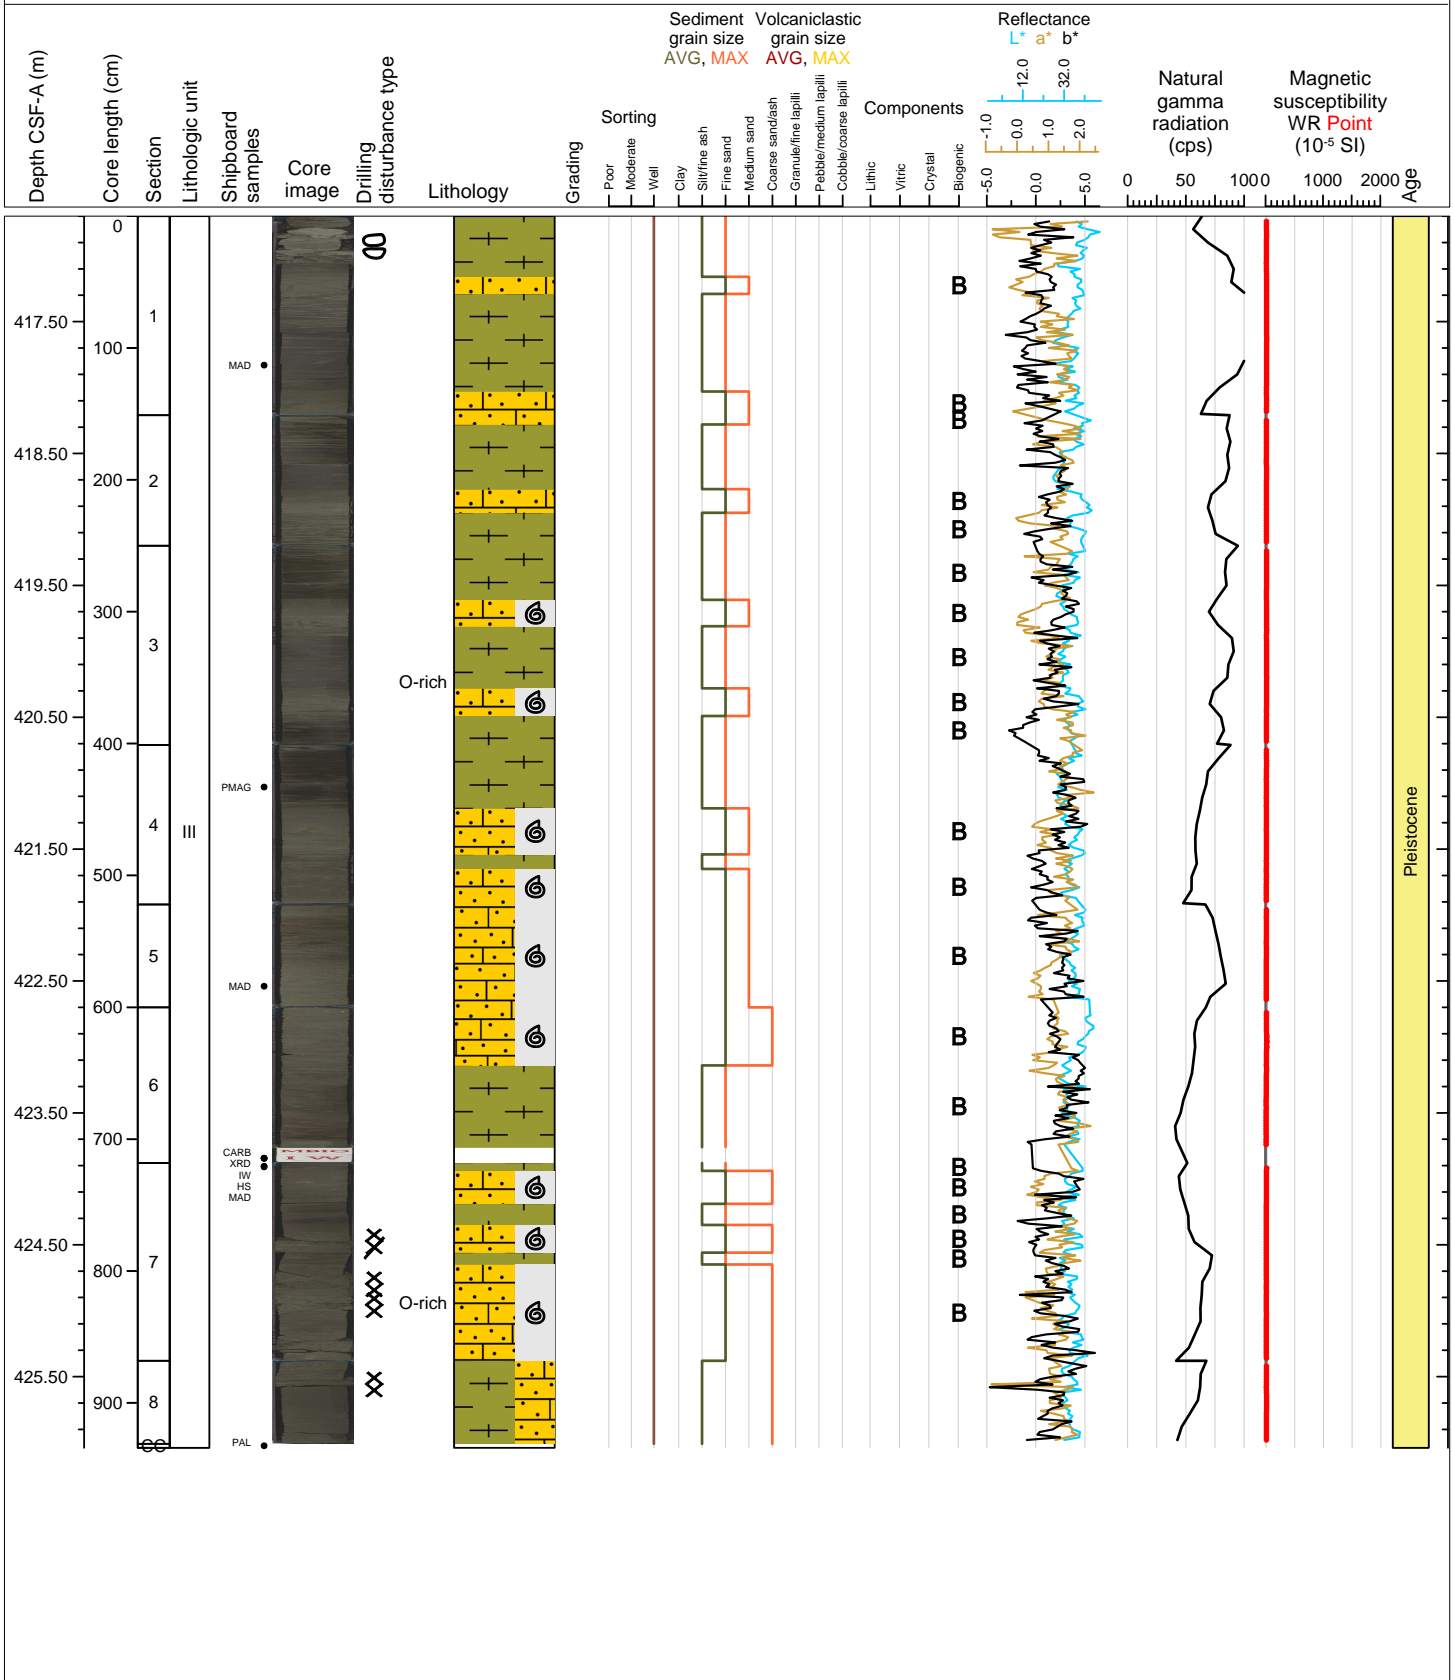 Depth CSF-A (m)
Core length (cm)
Section
Lithologic unit
Shipboard
samples
Core
image
Drilling
disturbance type
Lithology
Grading
Sorting
Poor
Moderate
Well
Sediment
grain size
AVG, MAX
Volcaniclastic
grain size
AVG, MAX
Clay
Silt/fine ash
Fine sand
Medium sand
Coarse sand/ash
Granule/fine lapilli
Pebble/medium lapilli
Cobble/coarse lapilli
Components
Lithic
Vitric
Crystal
Biogenic
Reflectance
L* a* b*
12.0 32.0
-1.0 0.0 1.0 2.0
-5.0 0.0 5.0
Natural
gamma
radiation
(cps)
0 50 100
Magnetic
susceptibility
WR Point
(10-5 SI)
0 1000 2000
Age
0
B
1
417.50
100
MAD
B
B
418.50
200
2
B
B
419.50
B
300
B
3
B
O-rich
B
420.50
B
400
PMAG
4
III
B
421.50
Pleistocene
500
B
5
B
422.50
MAD
600
B
6
423.50
B
700
CARB
MBIO
XRD
I W
B
IW
HS
B
MAD
B
424.50
B
7
B
800
O-rich
B
425.50
8
900
PAL
CC